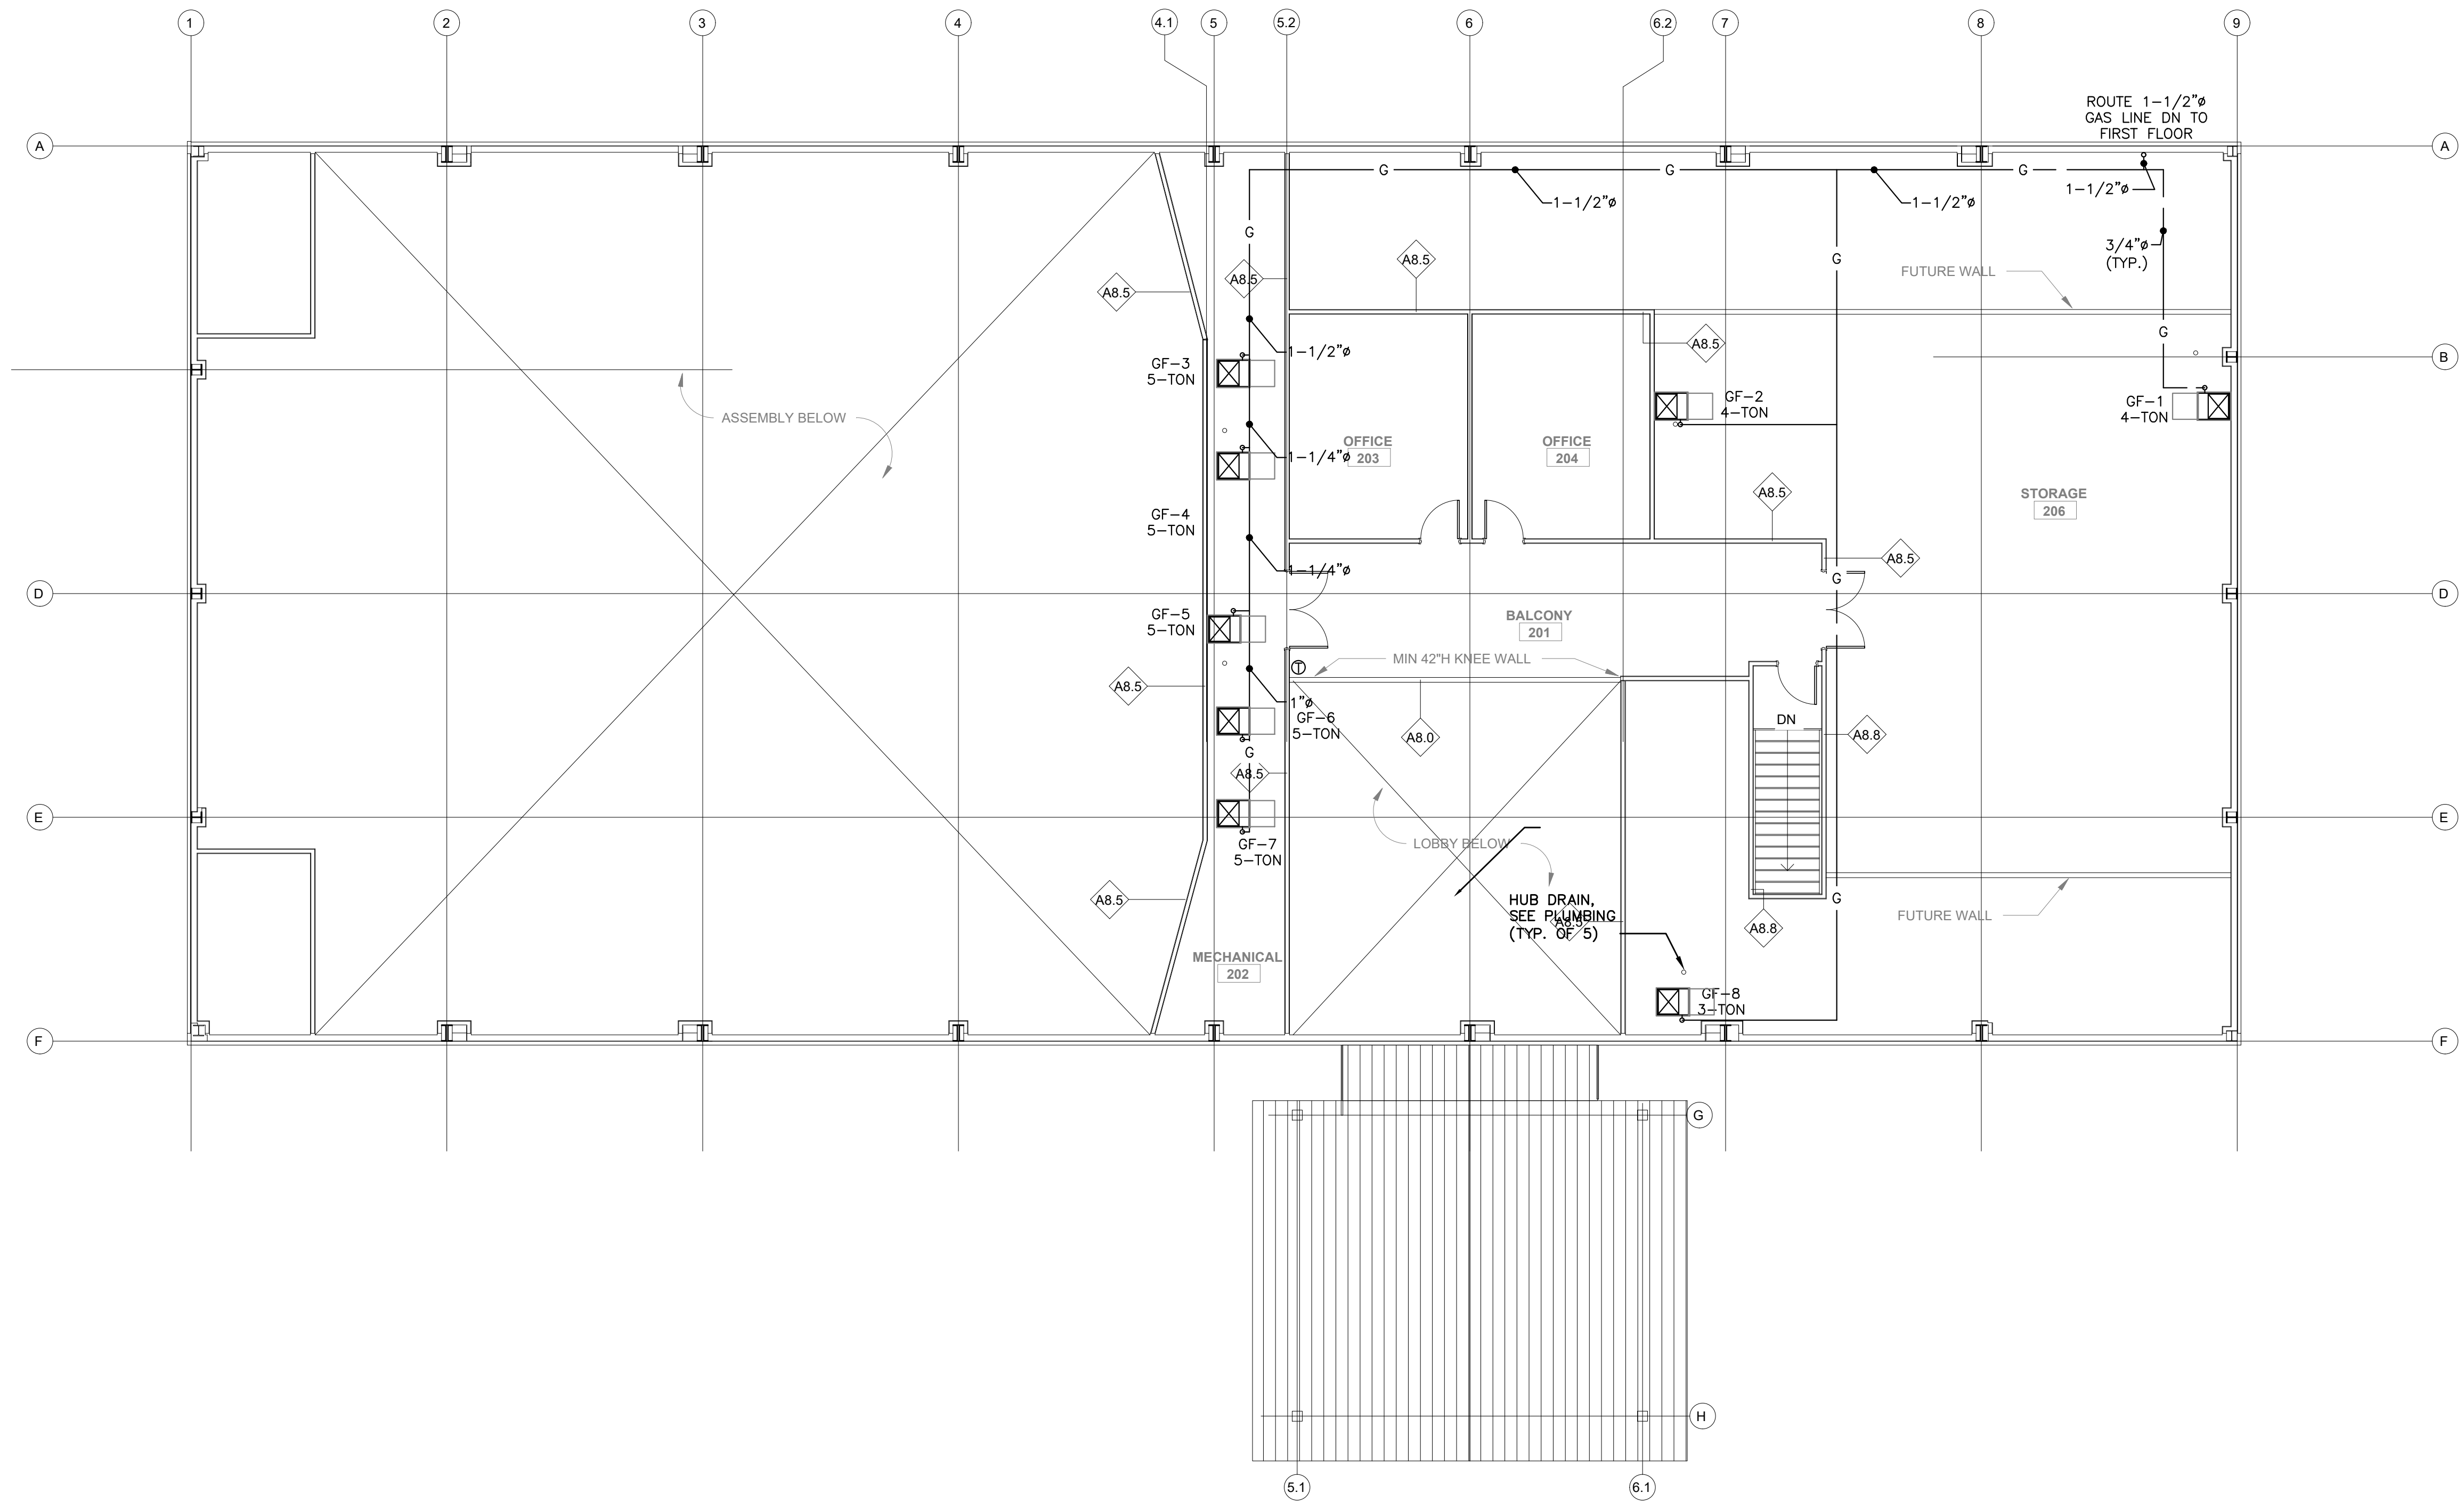 1
2
3
4
4.1
5
5.2
6
6.2
7
8
9
ROUTE 1-1/2"ø
GAS LINE DN TO
FIRST FLOOR
A
A
G
G
G
1-1/2"ø
1-1/2"ø
1-1/2"ø
G
3/4"ø
(TYP.)
G
A8.5
A8.5
A8.5
FUTURE WALL
G
A8.5
1-1/2"ø
B
GF-3
5-TON
GF-2
4-TON
GF-1
4-TON
ASSEMBLY BELOW
OFFICE
203
OFFICE
204
1-1/4"ø
A8.5
STORAGE
206
GF-4
5-TON
A8.5
1-1/4"ø
G
D
D
GF-5
5-TON
BALCONY
201
MIN 42"H KNEE WALL
T
A8.5
1"ø
GF-6
5-TON
DN
A8.0
A8.8
G
A8.5
E
E
GF-7
5-TON
LOBBY BELOW
A8.5
G
HUB DRAIN,
SEE PLUMBING
(TYP. OF 5)
A8.5
A8.8
FUTURE WALL
MECHANICAL
202
GF-8
3-TON
F
F
G
H
5.1
6.1